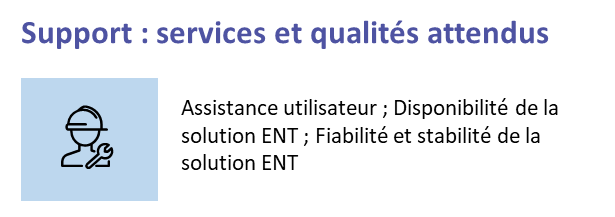 Support : services et qualités attendus
Assistance utilisateur ; Disponibilité de la
solution ENT ; Fiabilité et stabilité de la
solution ENT